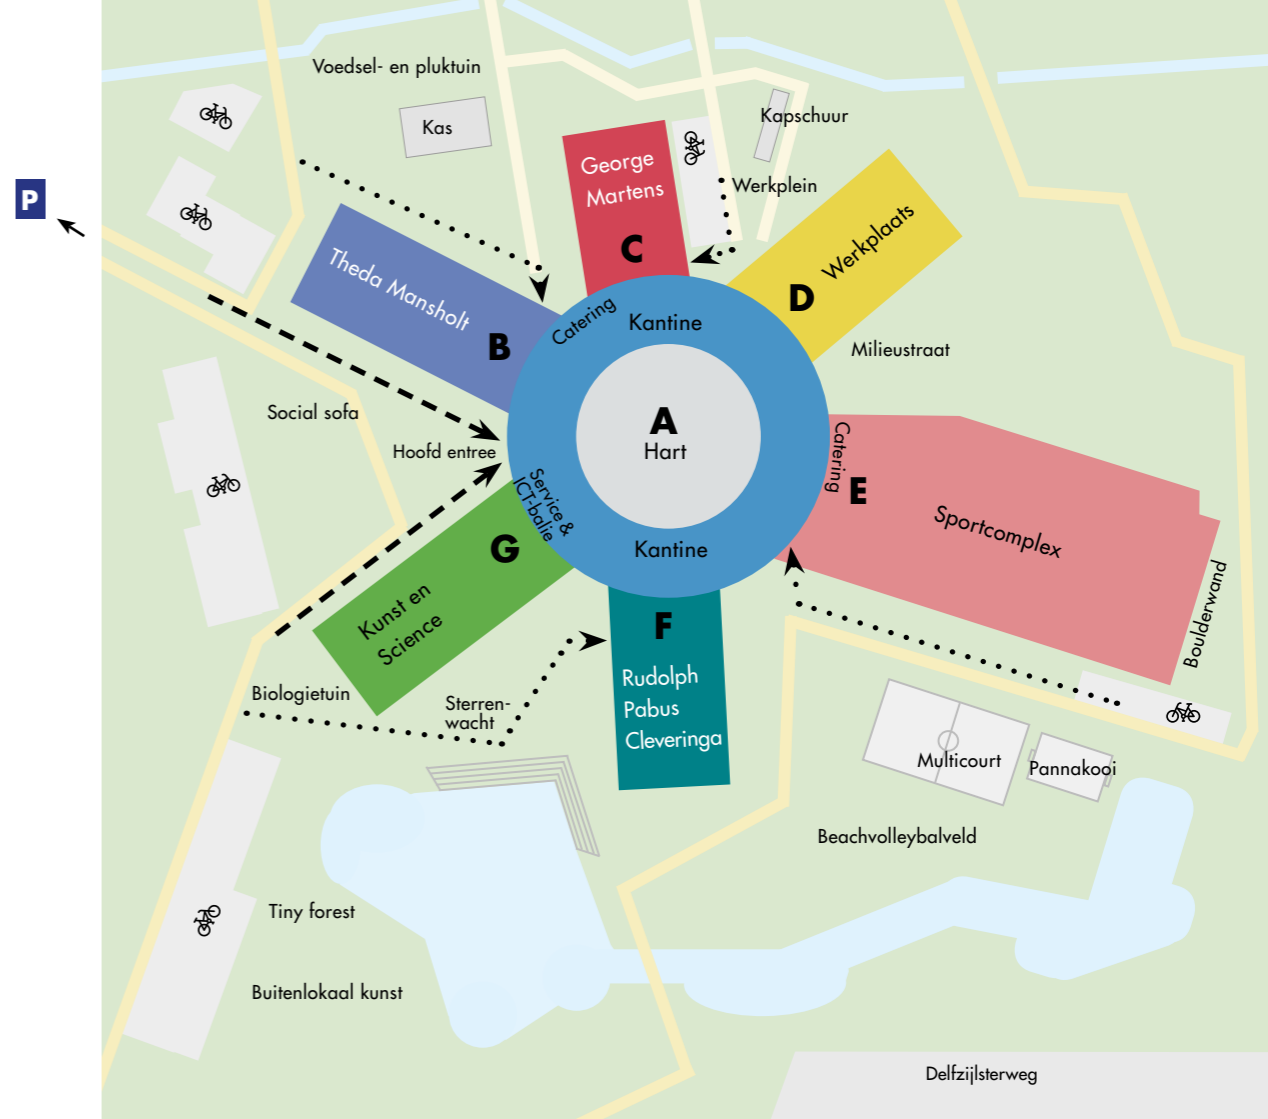 Voedsel- en pluktuin
Kas
Kapschuur
George
Martens
Werkplein
P
C
Werkplaats
Theda Mansholt
D
B
Catering
Kantine
Milieustraat
Social sofa
A
Hart
Hoofd entree
Catering
E
Service &
ICT-balie
Sportcomplex
G
Kantine
Kunst en
Science
Boulderwand
F
Rudolph
Pabus
Cleveringa
Biologietuin
Sterren-
wacht
Multicourt
Pannakooi
Beachvolleybalveld
Tiny forest
Buitenlokaal kunst
Delfzijlsterweg